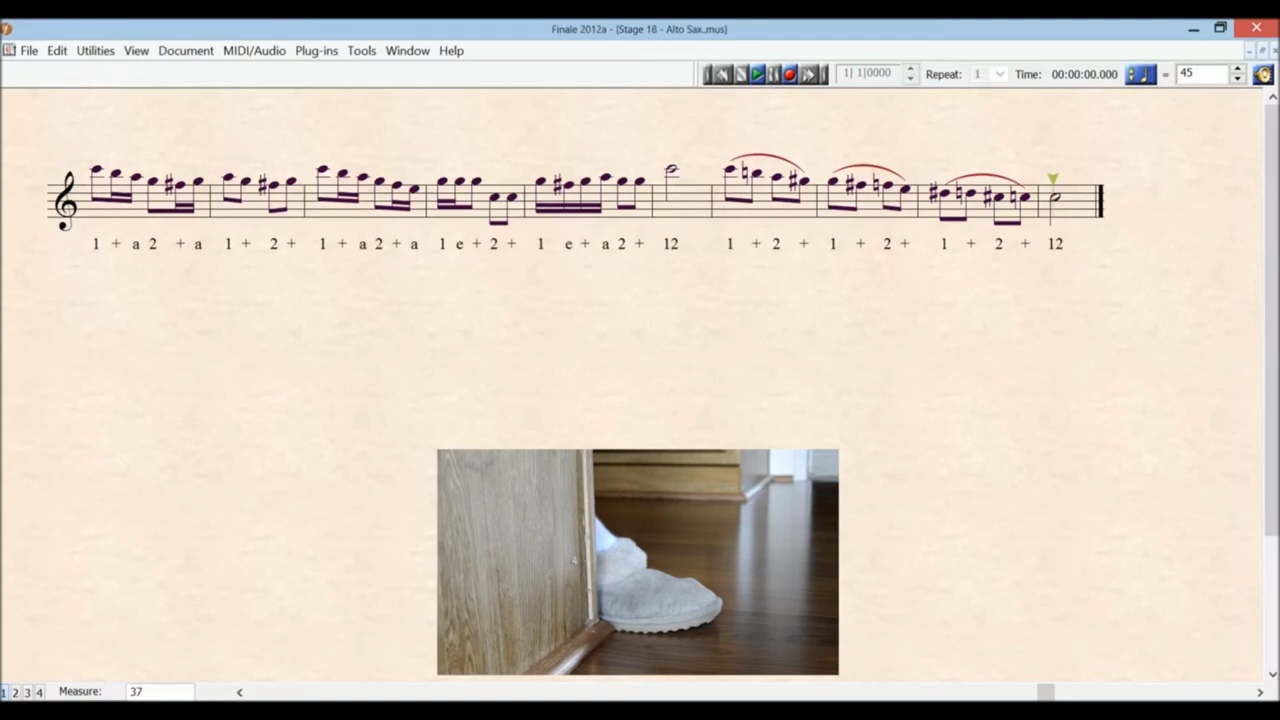 Finale 2012a - [Stage 18 - Alto Sax..mus]
File Edit Utilities View Document MIDI/Audio Plug-ins Tools Window Help
1| 1|0000 Repeat: 1 Time: 00:00:00.000 = 45
1 + a 2 + a 1 + 2 + 1 + a 2 + a 1 e + 2 + 1 e + a 2 + 12 1 + 2 + 1 + 2 + 1 + 2 + 12
1 2 3 4 Measure: 37